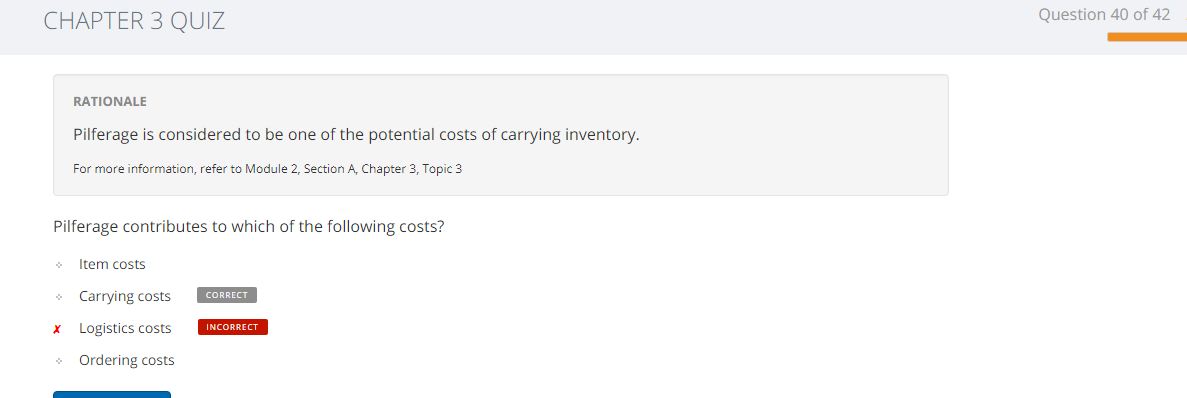 CHAPTER 3 QUIZ
Question 40 of 42
RATIONALE
Pilferage is considered to be one of the potential costs of carrying inventory.
For more information, refer to Module 2, Section A, Chapter 3, Topic 3
Pilferage contributes to which of the following costs?
Item costs
Carrying costs CORRECT
✗ Logistics costs INCORRECT
Ordering costs